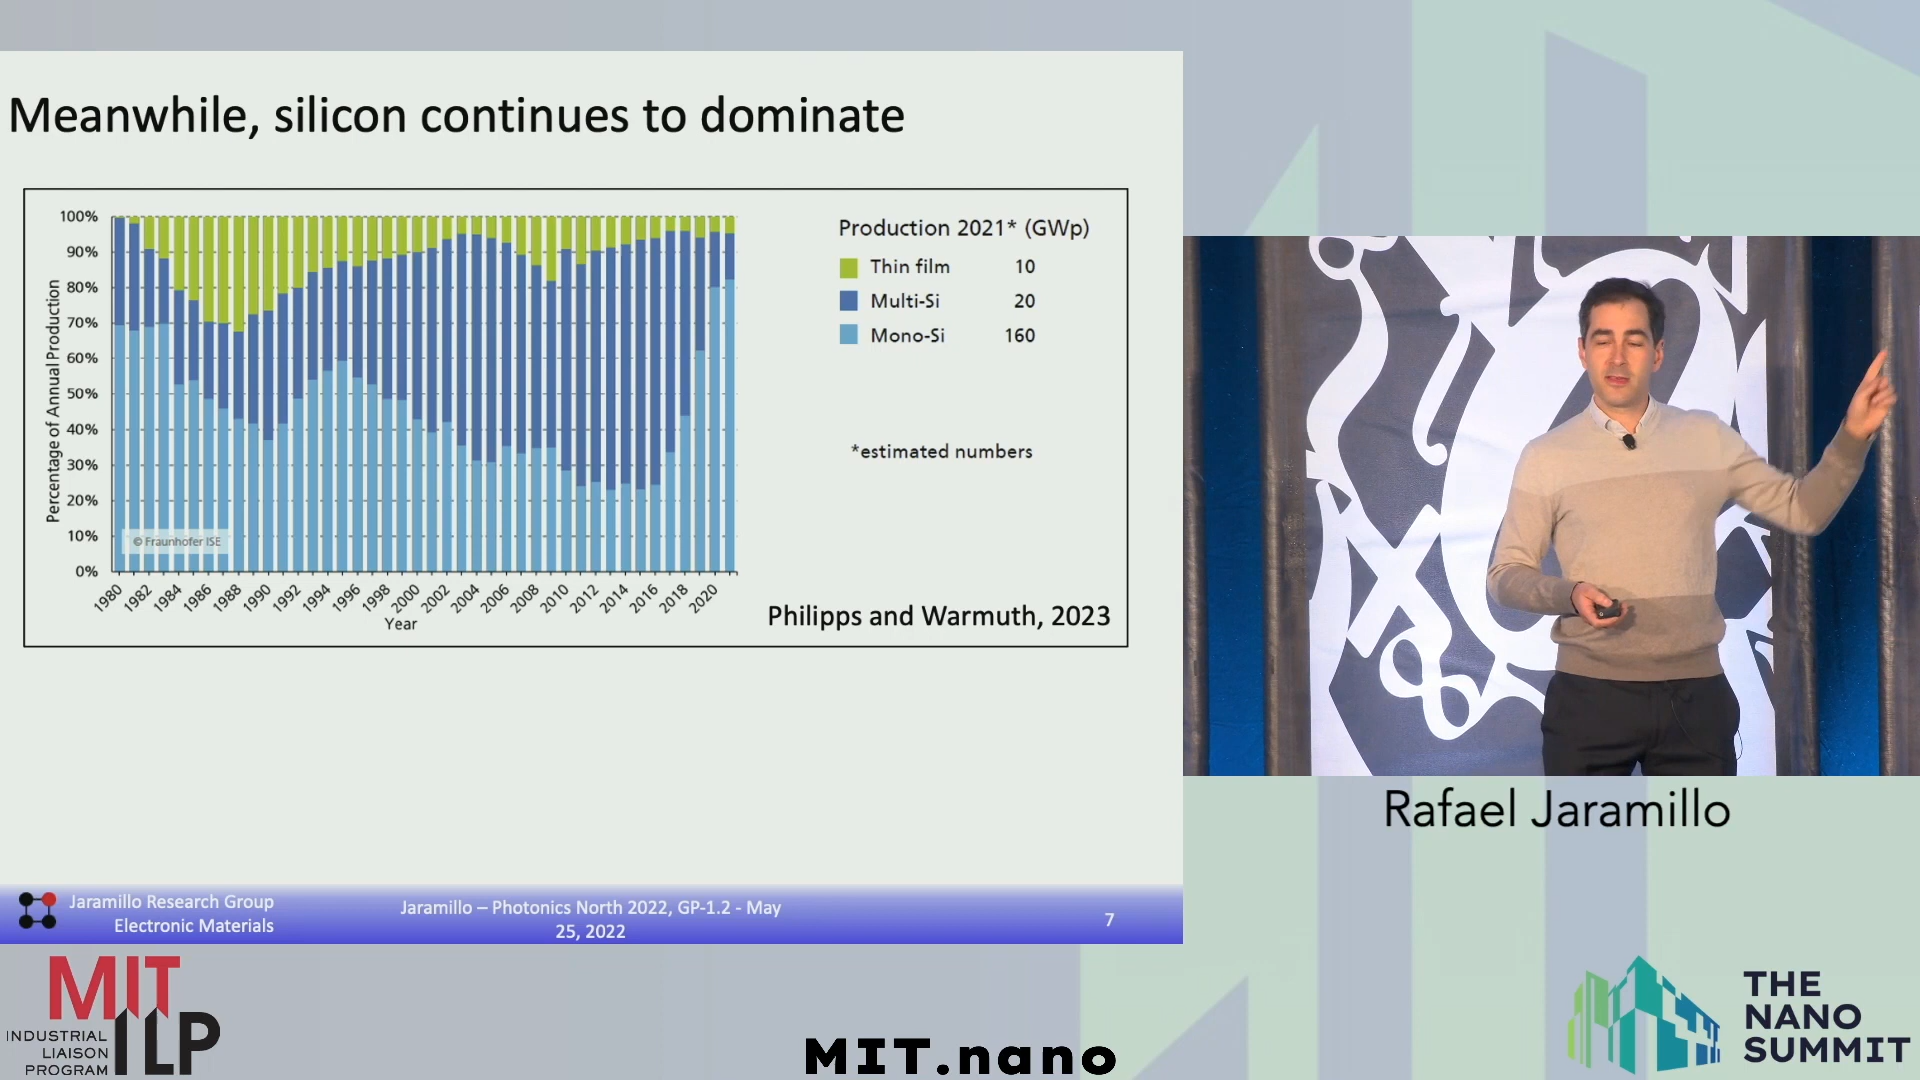 Meanwhile, silicon continues to dominate
100%
90%
80%
70%
60%
50%
40%
30%
20%
10%
0%
Percentage of Annual Production
© Fraunhofer ISE
1980
1982
1984
1986
1988
1990
1992
1994
1996
1998
2000
2002
2004
2006
2008
2010
2012
2014
2016
2018
2020
Year
Production 2021* (GWp)
Thin film 10
Multi-Si 20
Mono-Si 160
*estimated numbers
Philipps and Warmuth, 2023
Jaramillo Research Group
Electronic Materials
Jaramillo – Photonics North 2022, GP-1.2 - May
25, 2022
7
Rafael Jaramillo
MIT
ILP
INDUSTRIAL
LIAISON
PROGRAM
MIT.nano
THE
NANO
SUMMIT